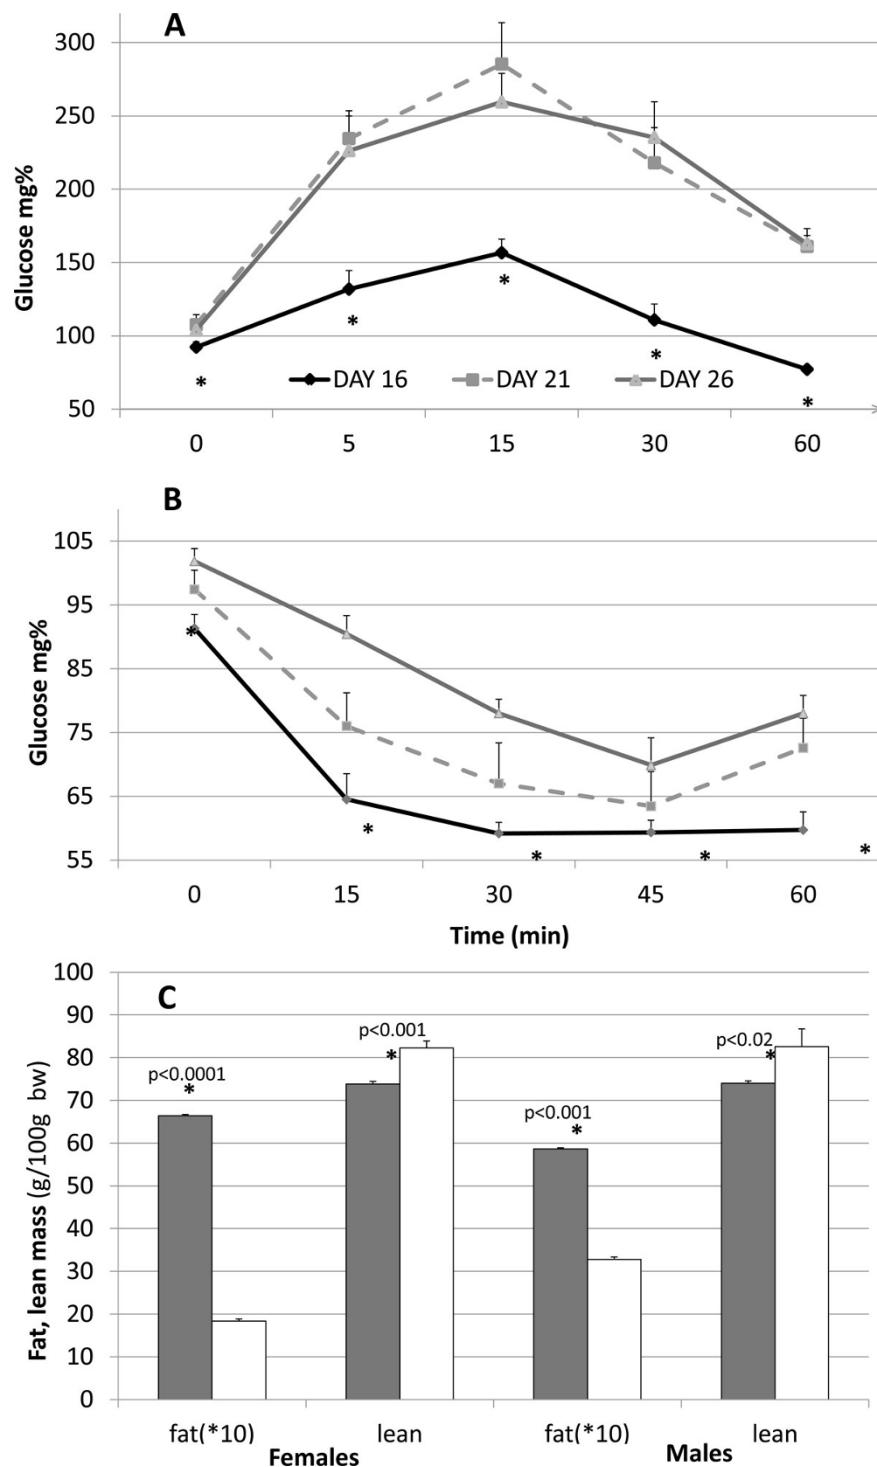 A
300
250
200
150
100
50
Glucose mg%
*
*
*
*
*
DAY 16 DAY 21 DAY 26
0 5 15 30 60
B
105
95
85
75
65
55
Glucose mg%
*
*
*
*
*
0 15 30 45 60
Time (min)
C
100
90
80
70
60
50
40
30
20
10
0
Fat, lean mass (g/100g bw)
p<0.0001
*
p<0.001
*
p<0.001
*
p<0.02
*
fat(*10) lean fat(*10) lean
Females Males